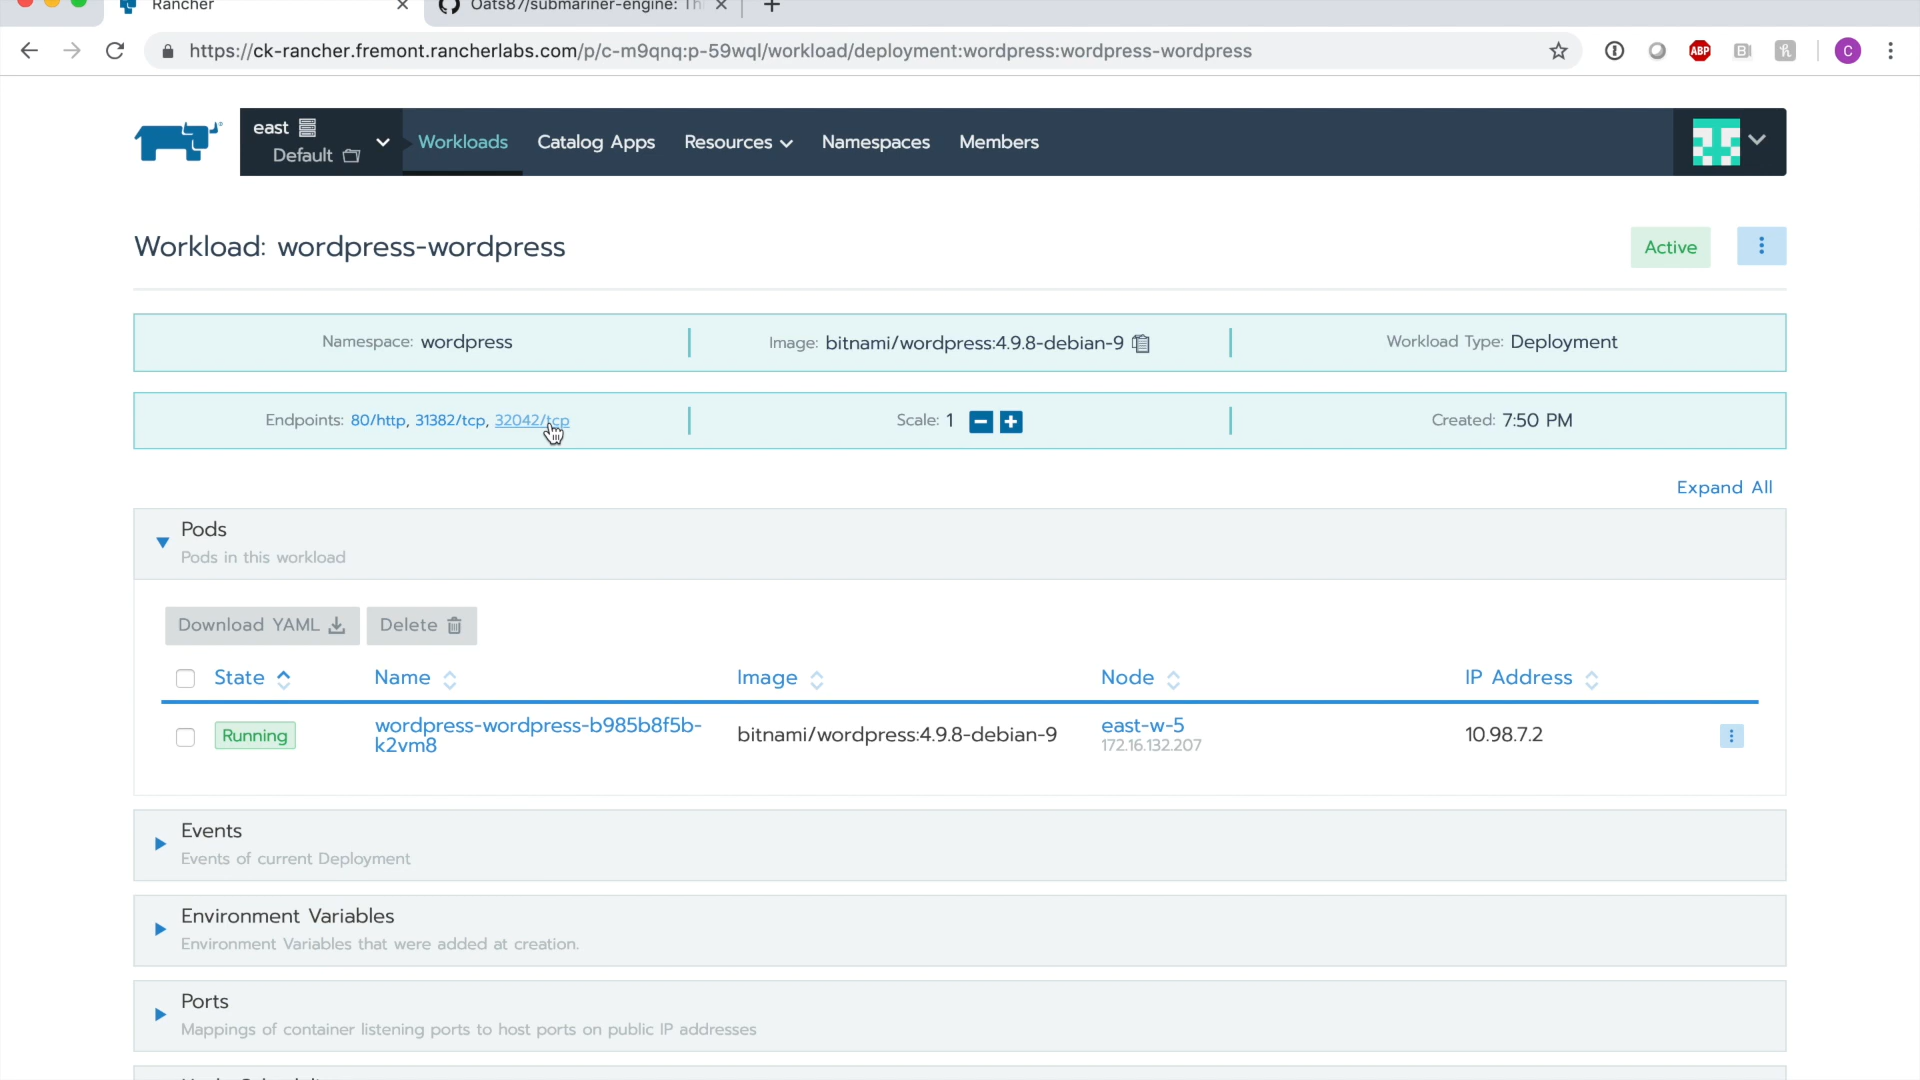 Rancher
Oats87/submariner-engine: Th
https://ck-rancher.fremont.rancherlabs.com/p/c-m9qnq:p-59wql/workload/deployment:wordpress:wordpress-wordpress
ABP
C
east
Default
Workloads
Catalog Apps
Resources
Namespaces
Members
Workload: wordpress-wordpress
Active
Namespace: wordpress
Image: bitnami/wordpress:4.9.8-debian-9
Workload Type: Deployment
Endpoints: 80/http, 31382/tcp, 32042/tcp
Scale: 1
Created: 7:50 PM
Expand All
Pods
Pods in this workload
Download YAML
Delete
State
Name
Image
Node
IP Address
Running
wordpress-wordpress-b985b8f5b-
k2vm8
bitnami/wordpress:4.9.8-debian-9
east-w-5
172.16.132.207
10.98.7.2
Events
Events of current Deployment
Environment Variables
Environment Variables that were added at creation.
Ports
Mappings of container listening ports to host ports on public IP addresses